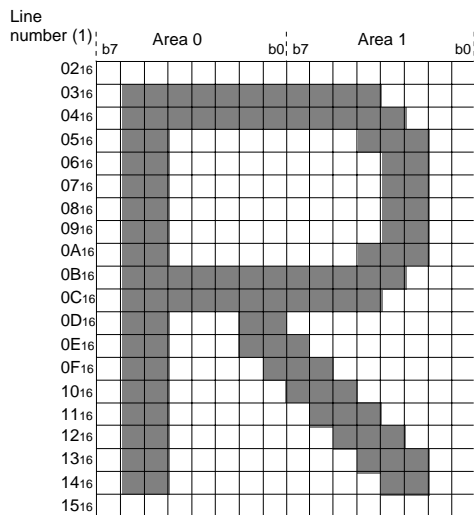 Line
number (1)
b7 Area 0 b0 b7 Area 1 b0
02₁₆
03₁₆
04₁₆
05₁₆
06₁₆
07₁₆
08₁₆
09₁₆
0A₁₆
0B₁₆
0C₁₆
0D₁₆
0E₁₆
0F₁₆
10₁₆
11₁₆
12₁₆
13₁₆
14₁₆
15₁₆
R